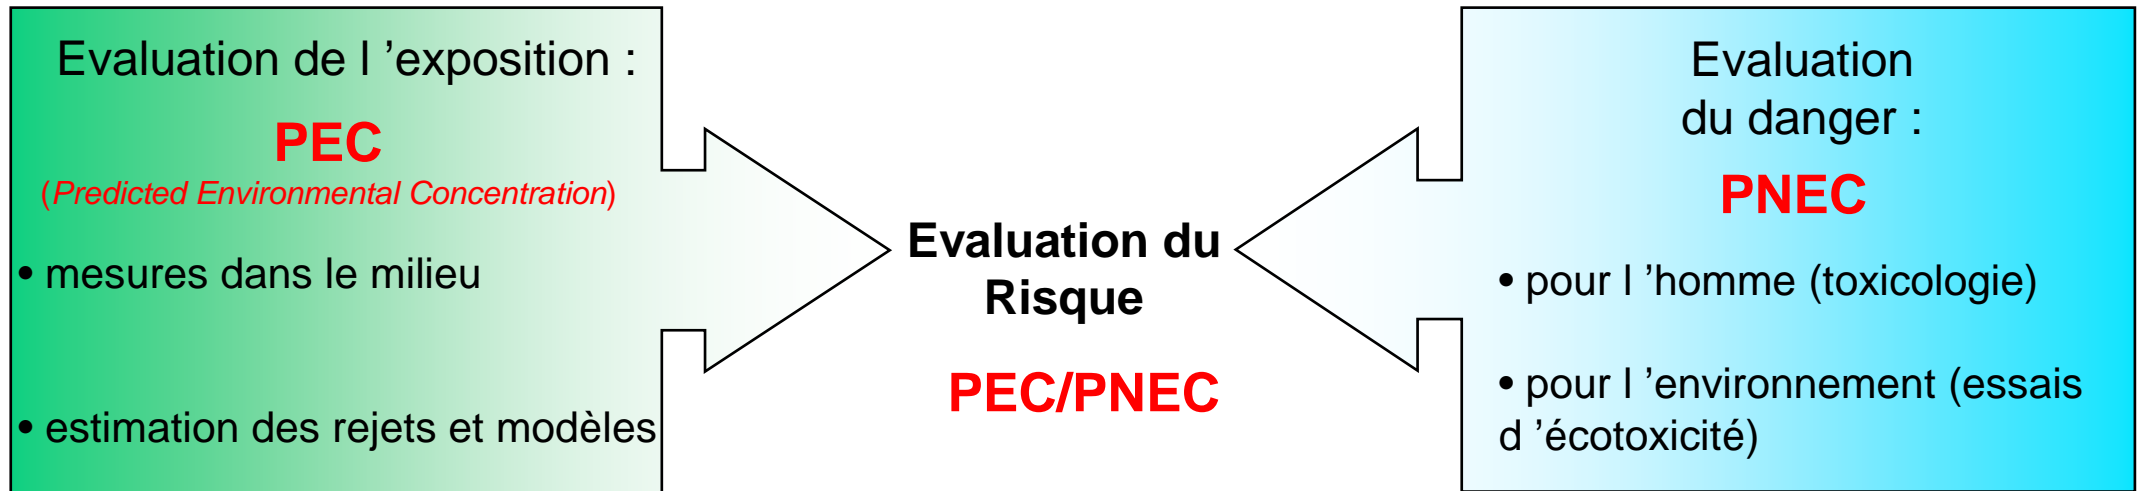 Evaluation de l ’exposition :
PEC
(Predicted Environmental Concentration)
• mesures dans le milieu
• estimation des rejets et modèles
Evaluation du
Risque
PEC/PNEC
Evaluation
du danger :
PNEC
• pour l ’homme (toxicologie)
• pour l ’environnement (essais
d ’écotoxicité)